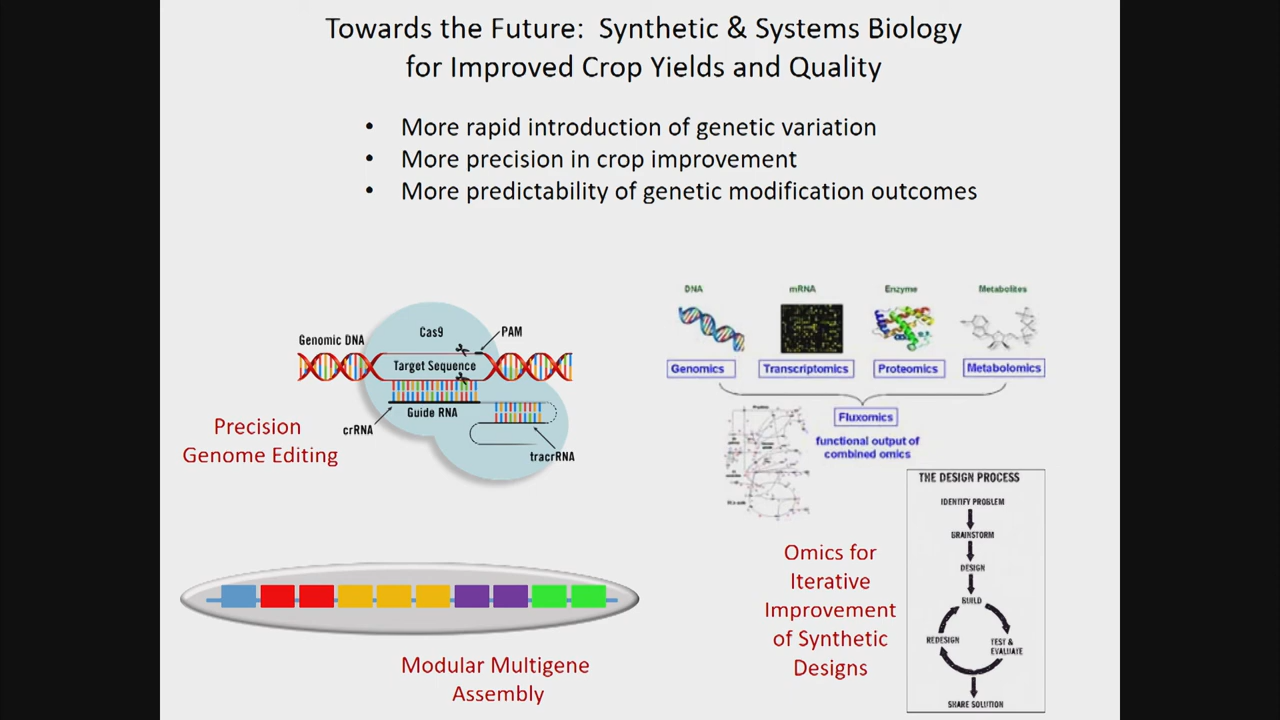 Towards the Future: Synthetic & Systems Biology
for Improved Crop Yields and Quality
• More rapid introduction of genetic variation
• More precision in crop improvement
• More predictability of genetic modification outcomes
Cas9
PAM
Genomic DNA
Target Sequence
Guide RNA
crRNA
tracrRNA
Precision
Genome Editing
DNA
mRNA
Enzyme
Metabolites
Genomics
Transcriptomics
Proteomics
Metabolomics
Fluxomics
functional output of
combined omics
Modular Multigene
Assembly
Omics for
Iterative
Improvement
of Synthetic
Designs
THE DESIGN PROCESS
IDENTIFY PROBLEM
BRAINSTORM
DESIGN
BUILD
REDESIGN
TEST &
EVALUATE
SHARE SOLUTION